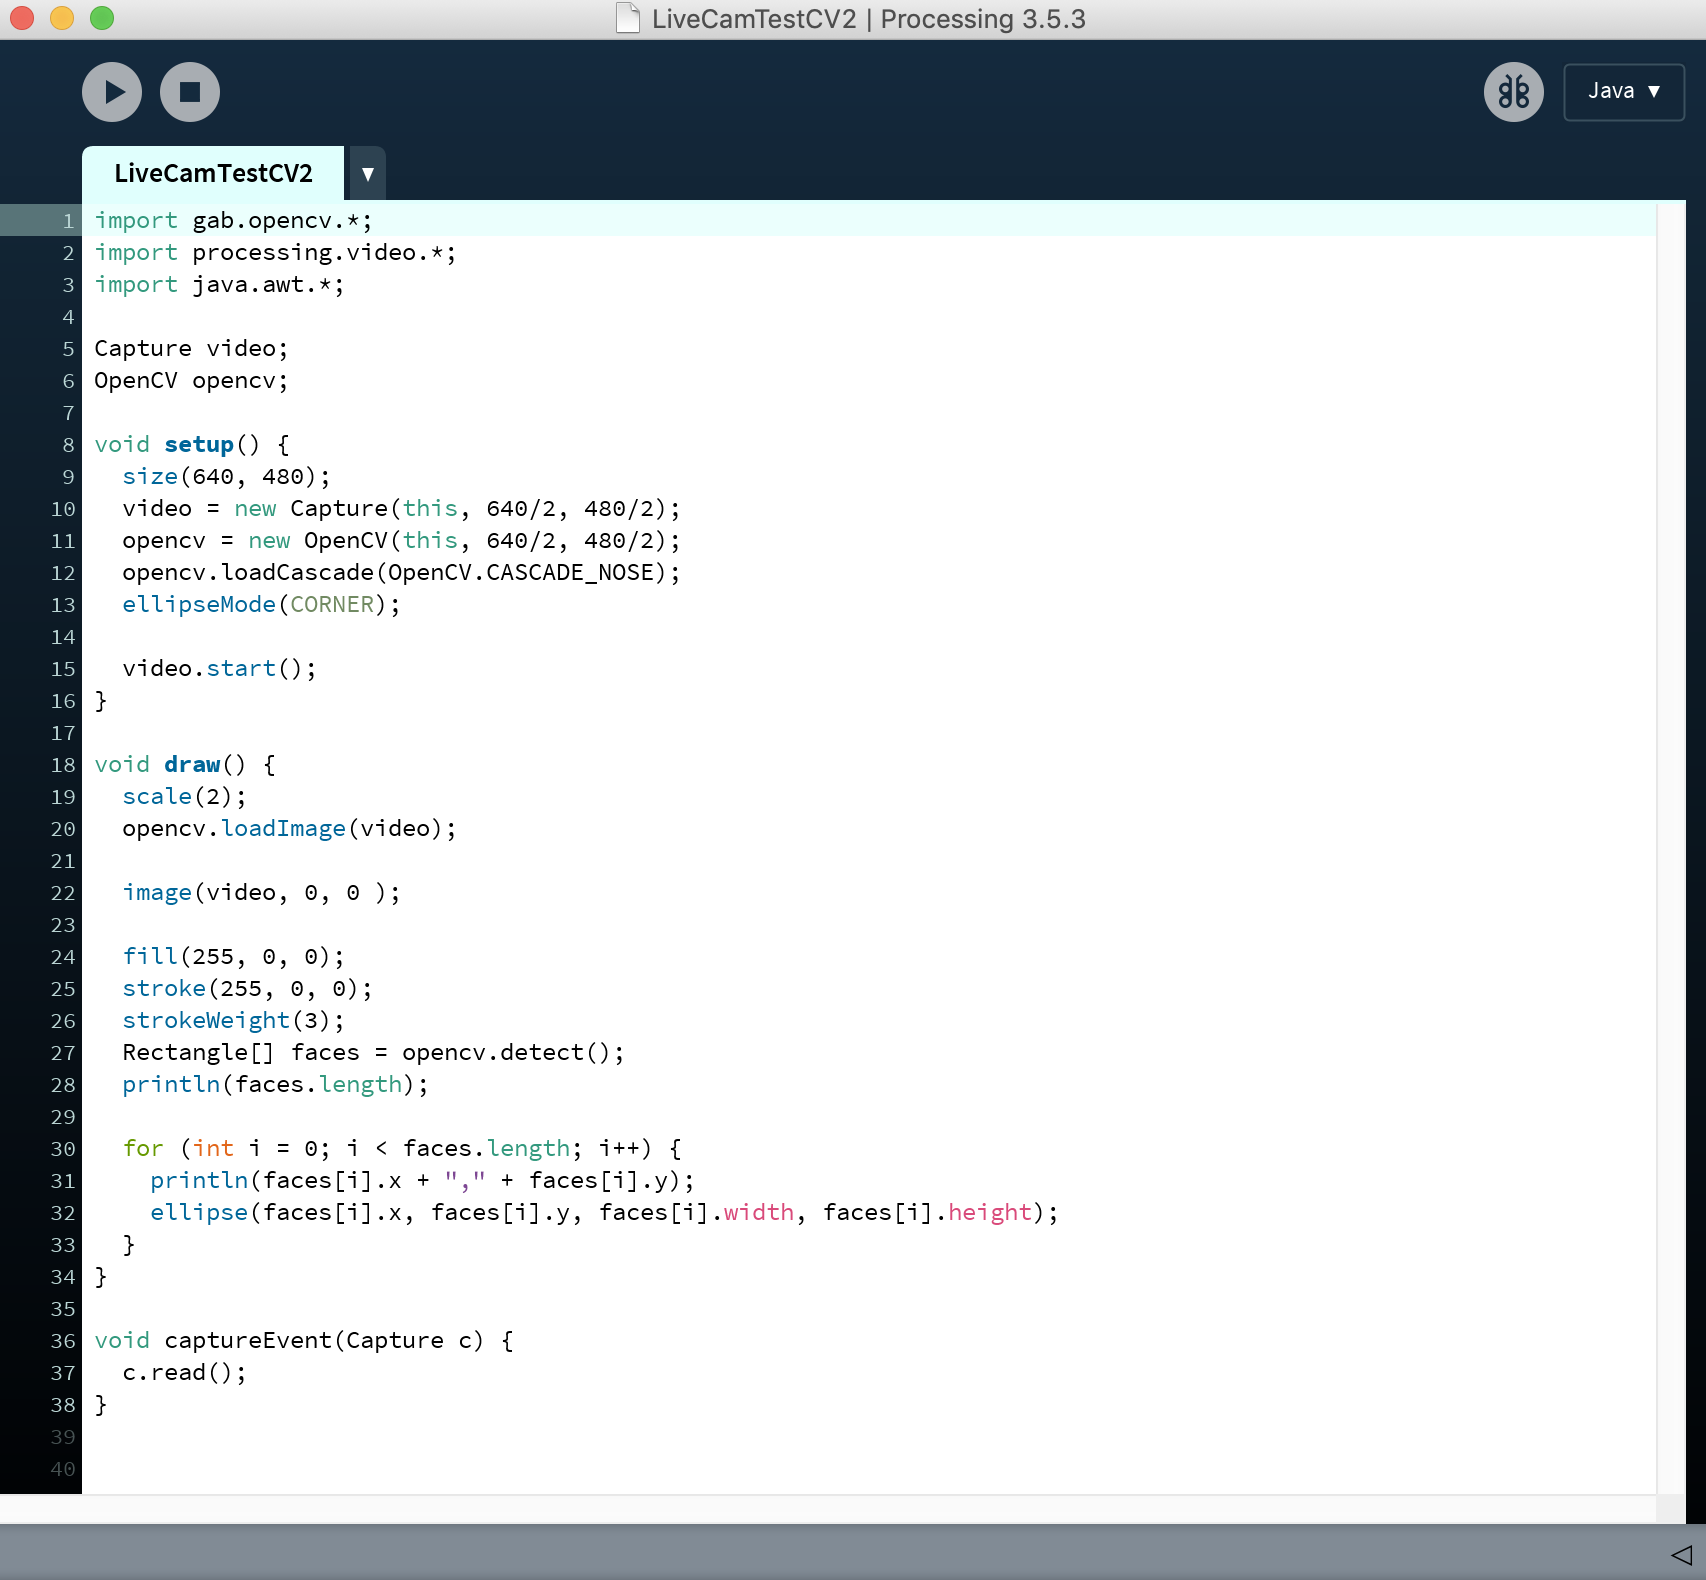 LiveCamTestCV2 | Processing 3.5.3
Java ▼
LiveCamTestCV2 ▼
1 import gab.opencv.*;
2 import processing.video.*;
3 import java.awt.*;
4
5 Capture video;
6 OpenCV opencv;
7
8 void setup() {
9   size(640, 480);
10   video = new Capture(this, 640/2, 480/2);
11   opencv = new OpenCV(this, 640/2, 480/2);
12   opencv.loadCascade(OpenCV.CASCADE_NOSE);
13   ellipseMode(CORNER);
14
15   video.start();
16 }
17
18 void draw() {
19   scale(2);
20   opencv.loadImage(video);
21
22   image(video, 0, 0 );
23
24   fill(255, 0, 0);
25   stroke(255, 0, 0);
26   strokeWeight(3);
27   Rectangle[] faces = opencv.detect();
28   println(faces.length);
29
30   for (int i = 0; i < faces.length; i++) {
31     println(faces[i].x + "," + faces[i].y);
32     ellipse(faces[i].x, faces[i].y, faces[i].width, faces[i].height);
33   }
34 }
35
36 void captureEvent(Capture c) {
37   c.read();
38 }
39
40